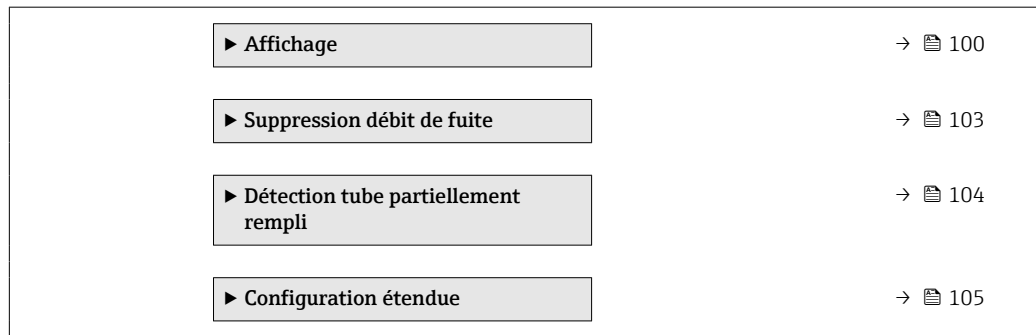 ▶ Affichage → 100
▶ Suppression débit de fuite → 103
▶ Détection tube partiellement → 104
rempli
▶ Configuration étendue → 105